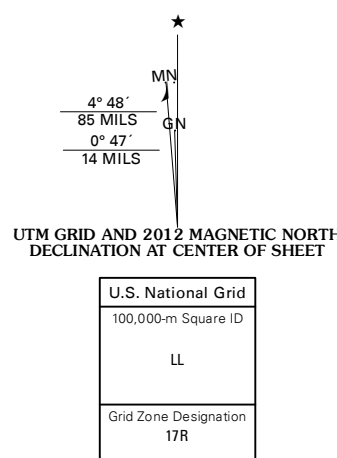 ★
MN
4° 48´
85 MILS
GN
0° 47´
14 MILS
UTM GRID AND 2012 MAGNETIC NORTH
DECLINATION AT CENTER OF SHEET
U.S. National Grid
100,000-m Square ID
LL
Grid Zone Designation
17R